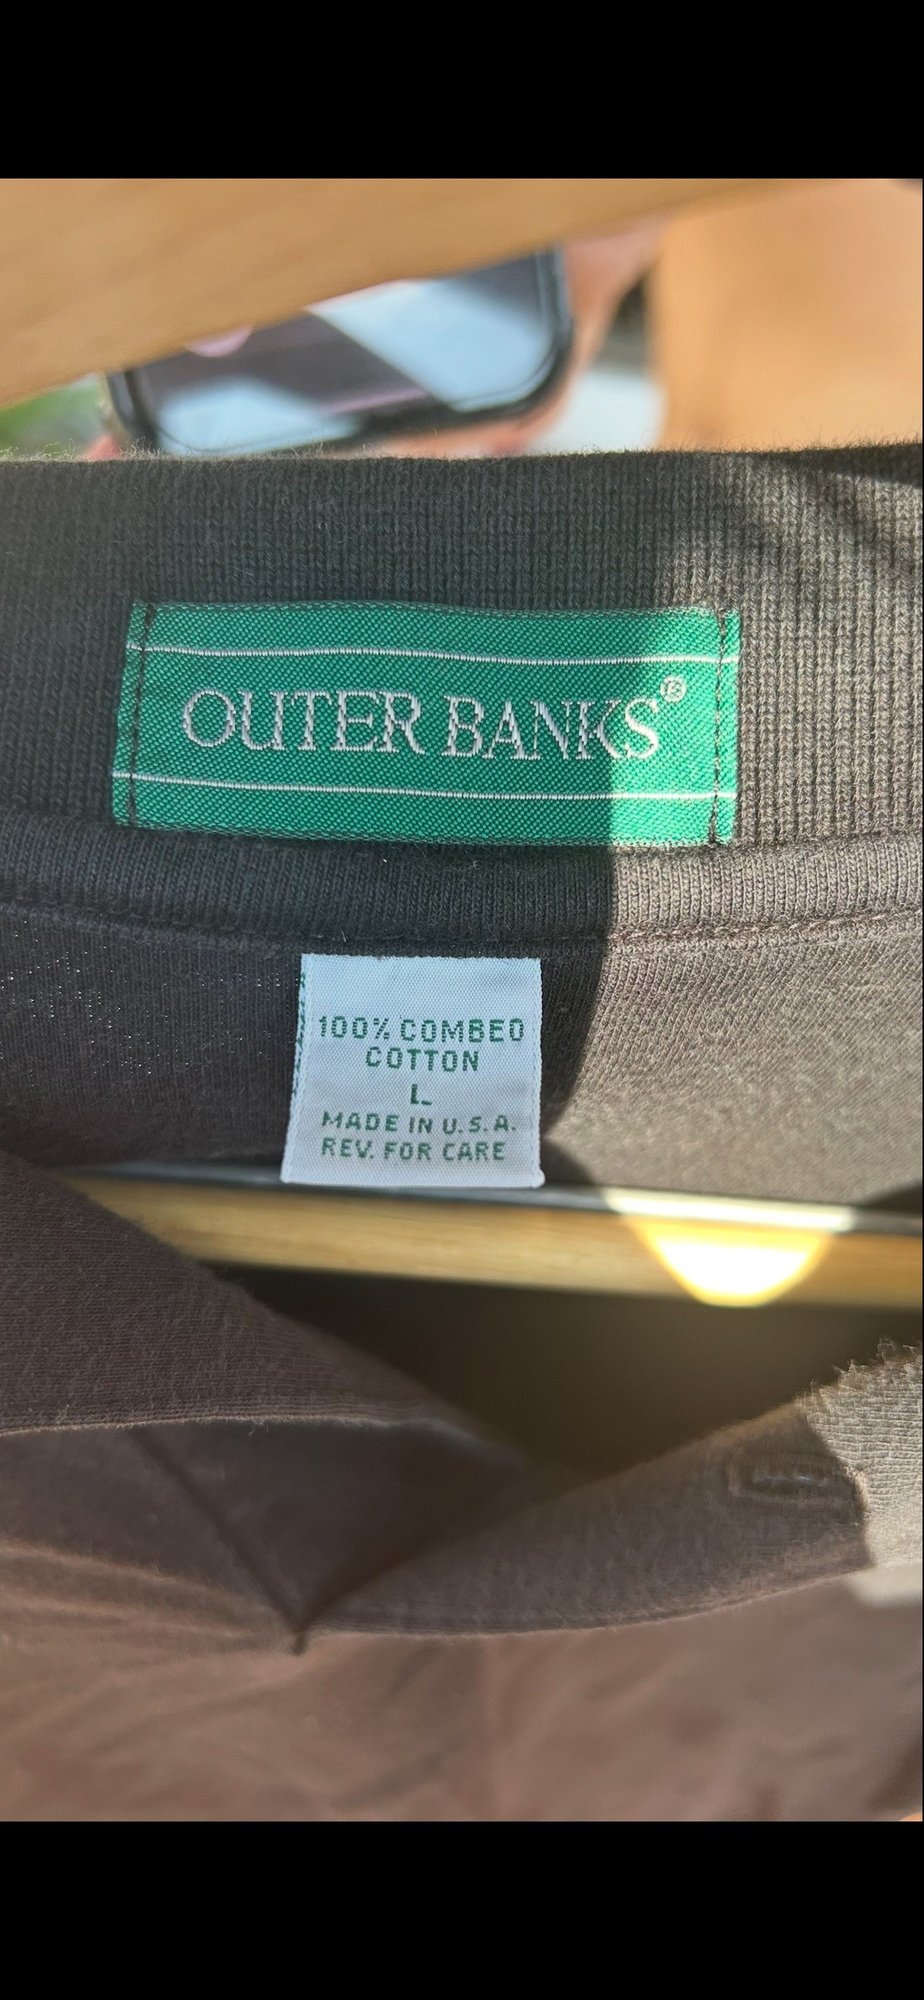 OUTER BANKS®
100% COMBED
COTTON
L
MADE IN U.S.A.
REV. FOR CARE